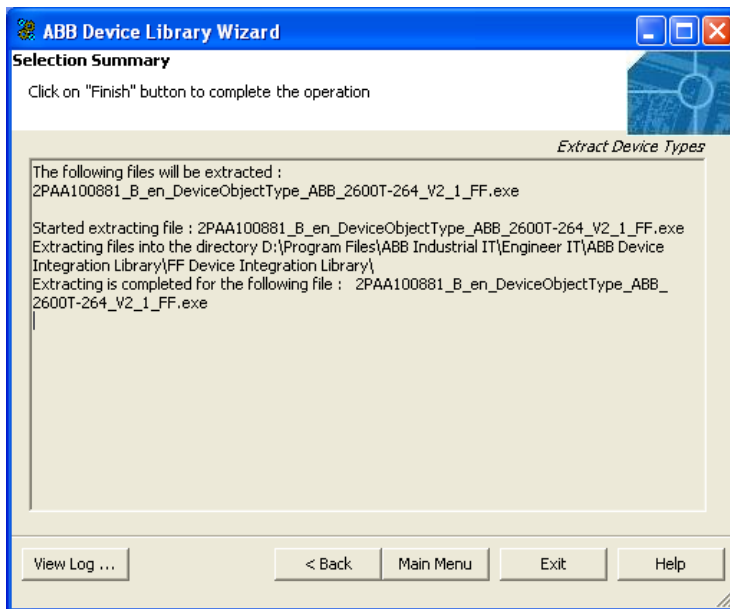 ABB Device Library Wizard
Selection Summary
Click on "Finish" button to complete the operation
Extract Device Types
The following files will be extracted :
2PAA100881_B_en_DeviceObjectType_ABB_2600T-264_V2_1_FF.exe
Started extracting file : 2PAA100881_B_en_DeviceObjectType_ABB_2600T-264_V2_1_FF.exe
Extracting files into the directory D:\Program Files\ABB Industrial IT\Engineer IT\ABB Device
Integration Library\FF Device Integration Library\
Extracting is completed for the following file :   2PAA100881_B_en_DeviceObjectType_ABB_
2600T-264_V2_1_FF.exe
View Log ...
< Back
Main Menu
Exit
Help